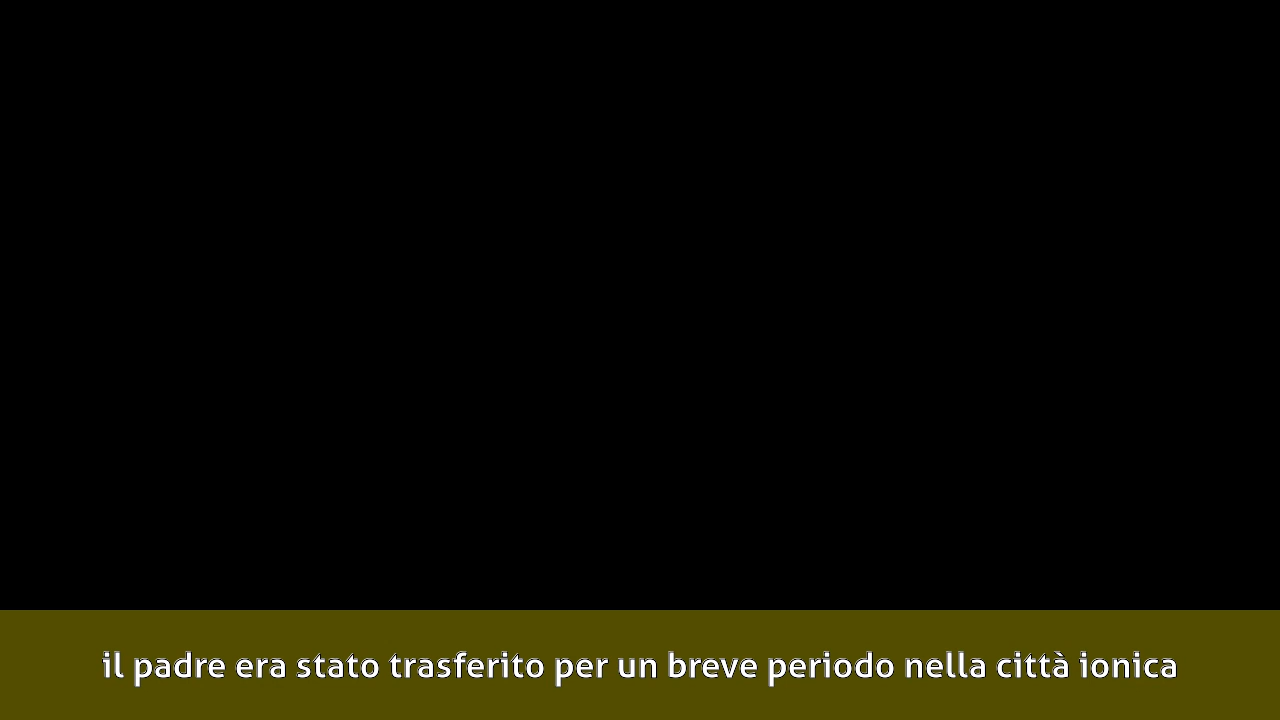 il padre era stato trasferito per un breve periodo nella città ionica